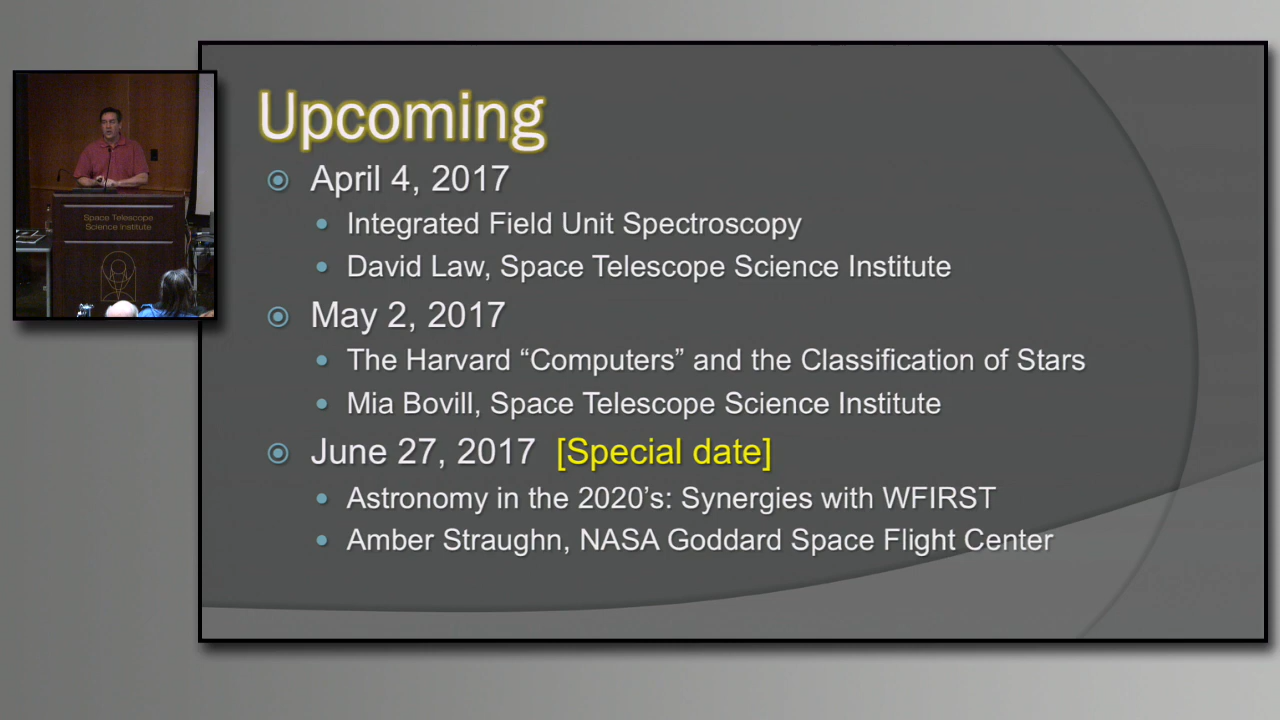 Upcoming
April 4, 2017
Integrated Field Unit Spectroscopy
David Law, Space Telescope Science Institute
May 2, 2017
The Harvard “Computers” and the Classification of Stars
Mia Bovill, Space Telescope Science Institute
June 27, 2017 [Special date]
Astronomy in the 2020’s: Synergies with WFIRST
Amber Straughn, NASA Goddard Space Flight Center
Space Telescope
Science Institute